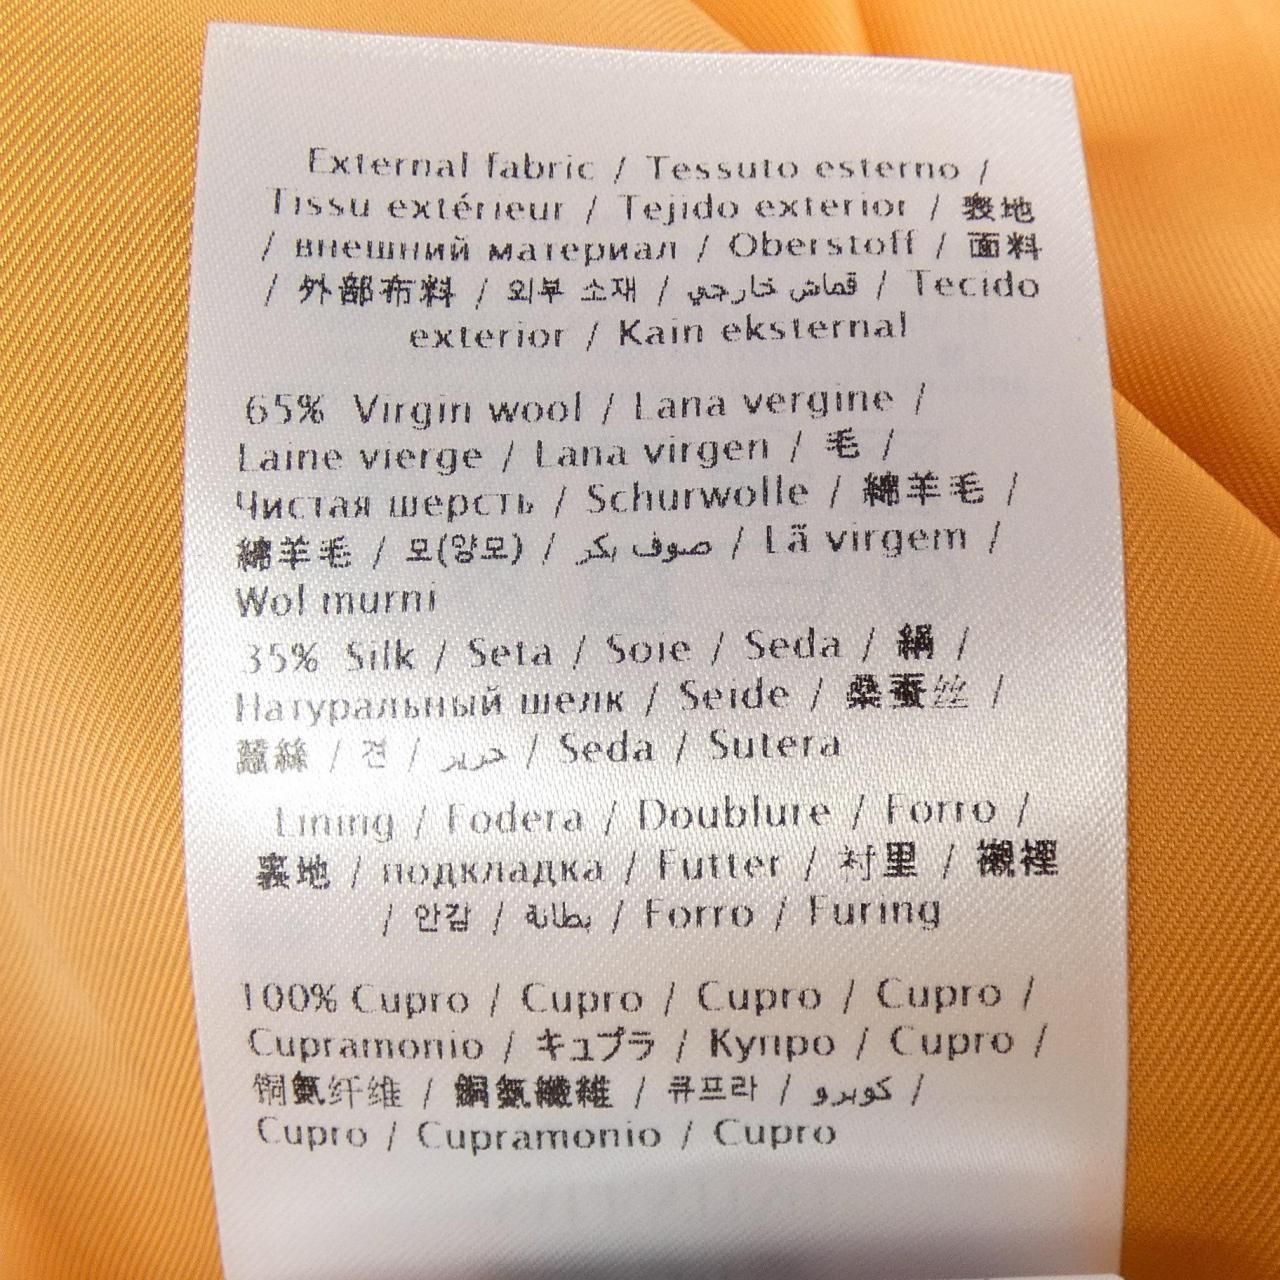 External fabric / Tessuto esterno /
Tissu extérieur / Tejido exterior / 表地
/ внешний материал / Oberstoff / 面料
/ 外部布料 / 외부 소재 / قماش خارجي / Tecido
exterior / Kain eksternal
65% Virgin wool / Lana vergine /
Laine vierge / Lana virgen / 毛 /
Чистая шерсть / Schurwolle / 綿羊毛 /
綿羊毛 / 모(양모) / صوف بكر / Lã virgem /
Wol murni
35% Silk / Seta / Soie / Seda / 絹 /
Натуральный шелк / Seide / 桑蚕丝 /
蠶絲 / 견 / حرير / Seda / Sutera
Lining / Fodera / Doublure / Forro /
裏地 / подкладка / Futter / 衬里 / 襯裡
/ 안감 / بطانة / Forro / Furing
100% Cupro / Cupro / Cupro / Cupro /
Cupramonio / キュプラ / Купро / Cupro /
铜氨纤维 / 銅氨纖維 / 큐프라 / كوبرو /
Cupro / Cupramonio / Cupro